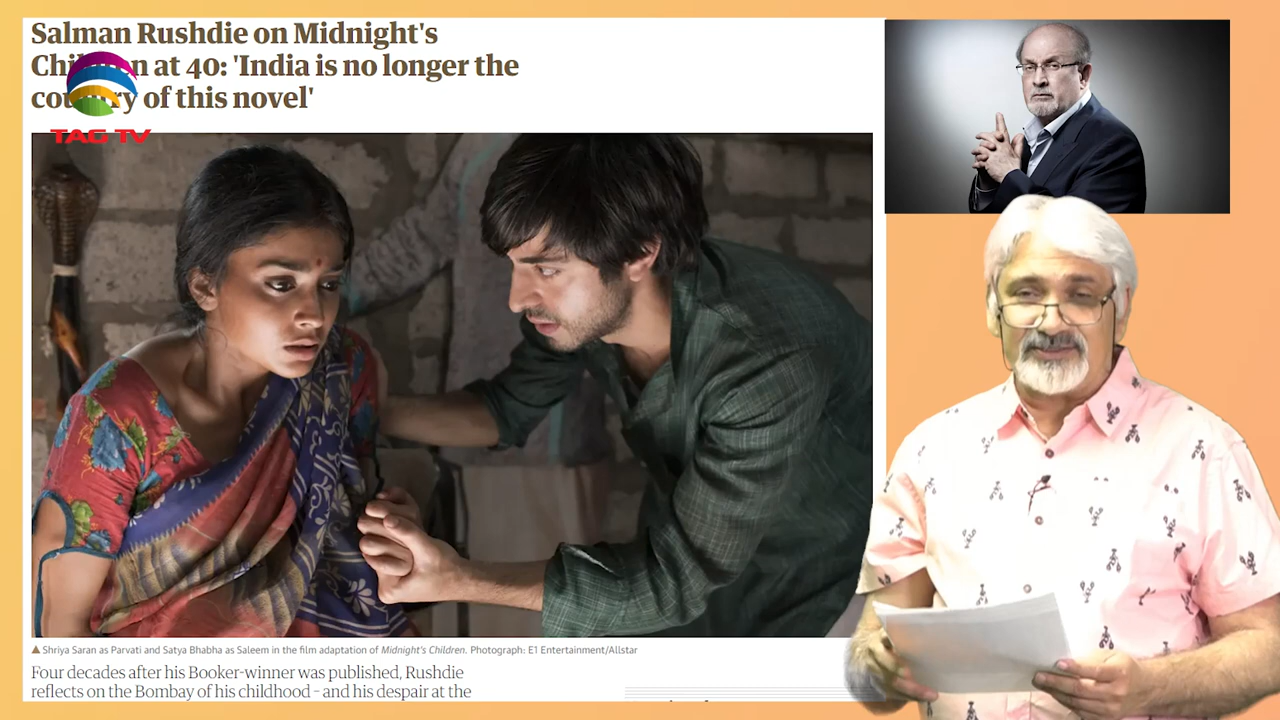 Salman Rushdie on Midnight's
Children at 40: 'India is no longer the
country of this novel'
TAG TV
Shriya Saran as Parvati and Satya Bhabha as Saleem in the film adaptation of Midnight's Children. Photograph: E1 Entertainment/Allstar
Four decades after his Booker-winner was published, Rushdie
reflects on the Bombay of his childhood – and his despair at the